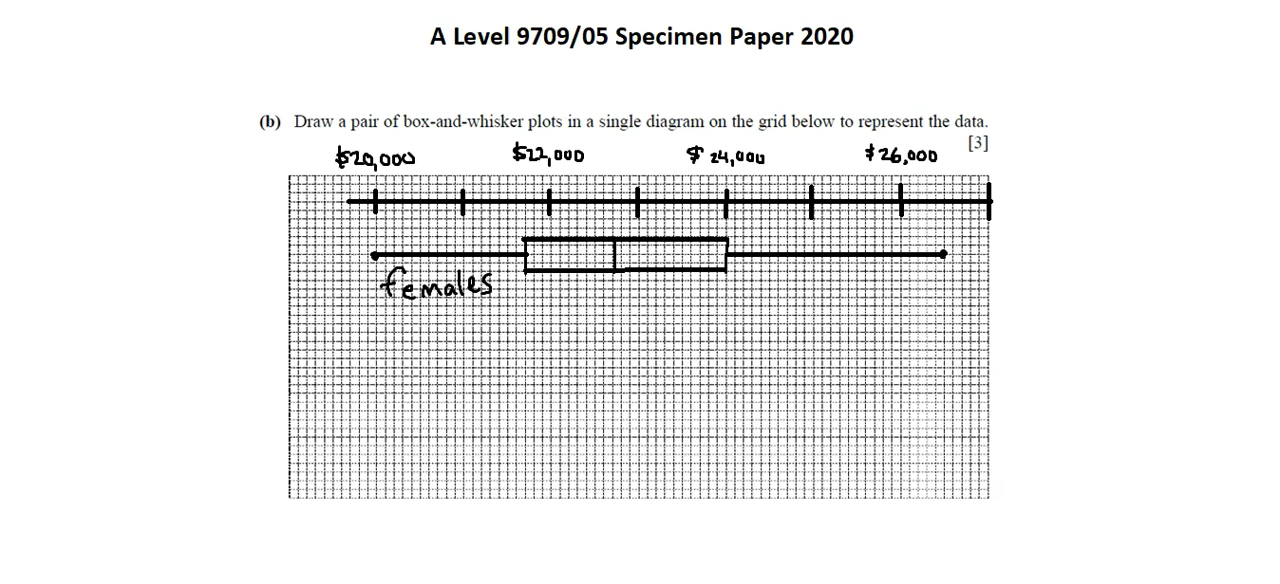 A Level 9709/05 Specimen Paper 2020
(b) Draw a pair of box-and-whisker plots in a single diagram on the grid below to represent the data.
[3]
$20,000 $22,000 $ 24,000 $26,000
females